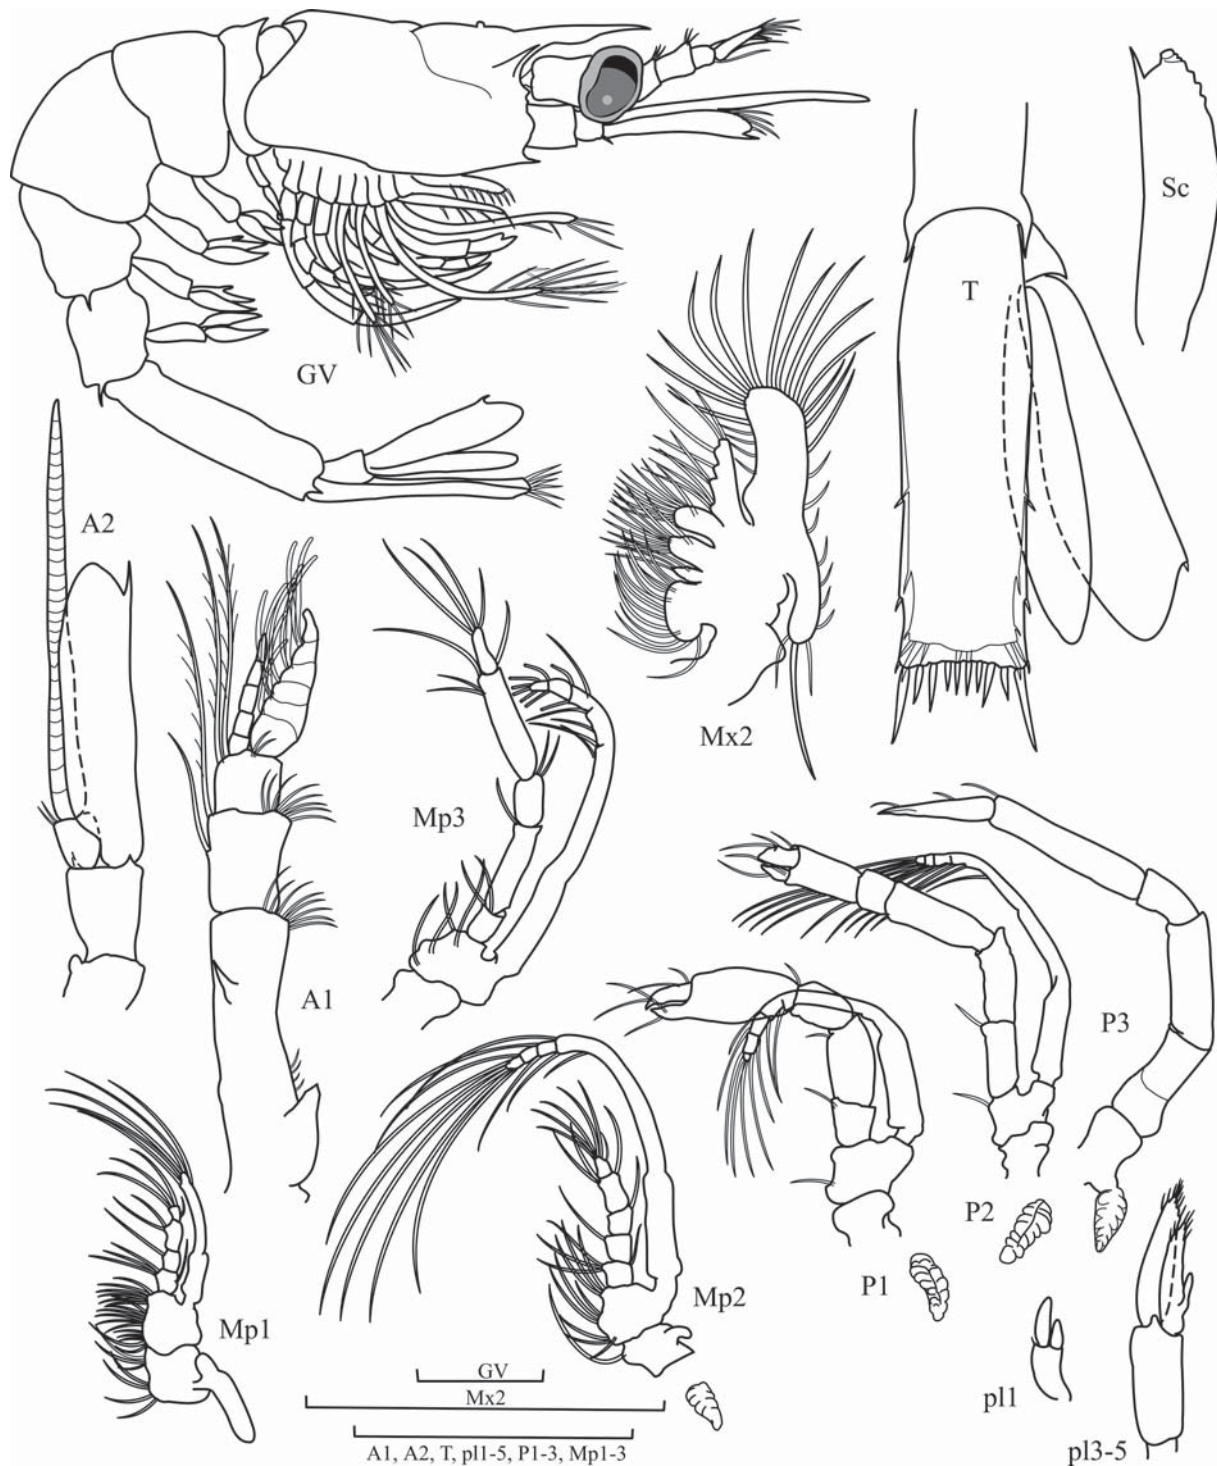 Sc
T
GV
A2
Mx2
Mp3
A1
P3
P2
P1
Mp2
Mp1
GV
Mx2
A1, A2, T, pl1-5, P1-3, Mp1-3
pl1
pl3-5